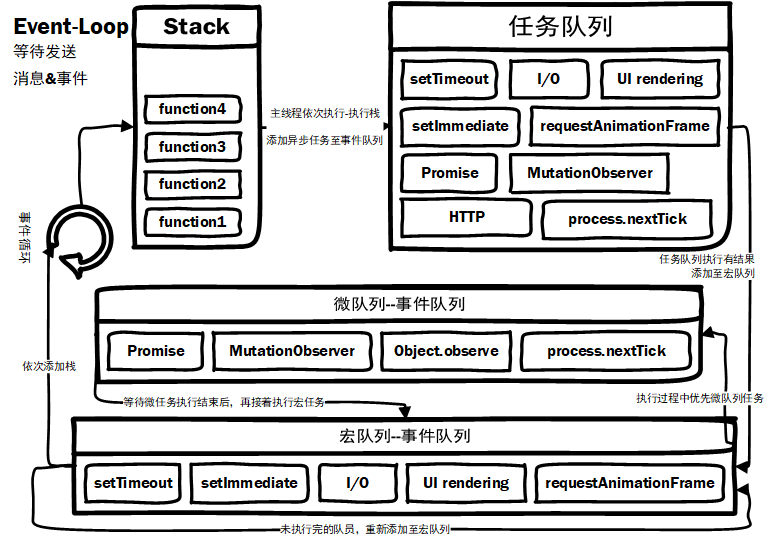 Event-Loop
等待发送
消息&事件
Stack
function4
function3
function2
function1
主线程依次执行-执行栈
添加异步任务至事件队列
任务队列
setTimeout
I/O
UI rendering
setImmediate
requestAnimationFrame
Promise
MutationObserver
HTTP
process.nextTick
事件循环
任务队列执行有结果
添加至宏队列
微队列--事件队列
Promise
MutationObserver
Object.observe
process.nextTick
依次添加栈
等待微任务执行结束后，再接着执行宏任务
执行过程中优先微队列任务
宏队列--事件队列
setTimeout
setImmediate
I/O
UI rendering
requestAnimationFrame
未执行完的队员，重新添加至宏队列